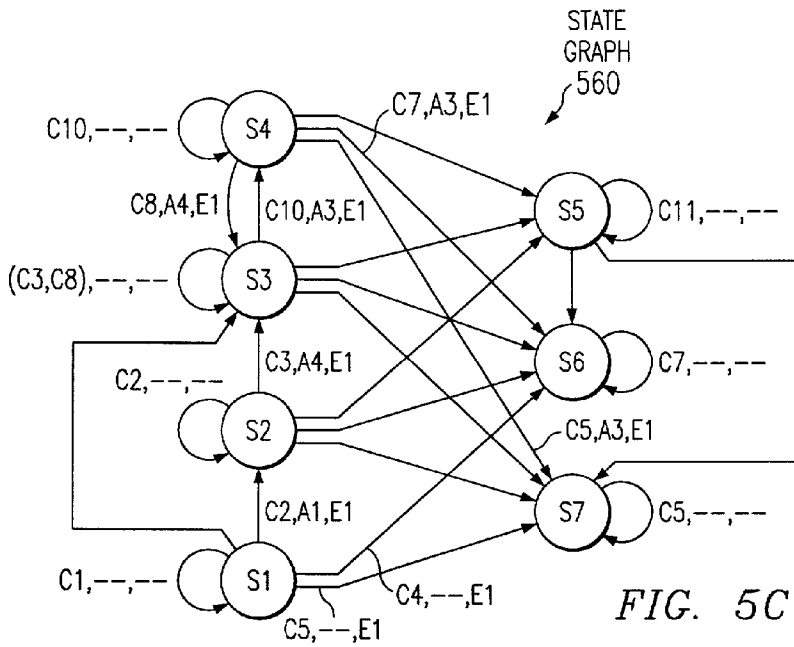 STATE
GRAPH
560
C7,A3,E1
C10,--,--
S4
C8,A4,E1
C10,A3,E1
S5
C11,--,--
(C3,C8),--,--
S3
C3,A4,E1
S6
C7,--,--
C2,--,--
S2
C5,A3,E1
C2,A1,E1
S7
C5,--,--
C1,--,--
S1
C4,--,E1
C5,--,E1
FIG. 5C